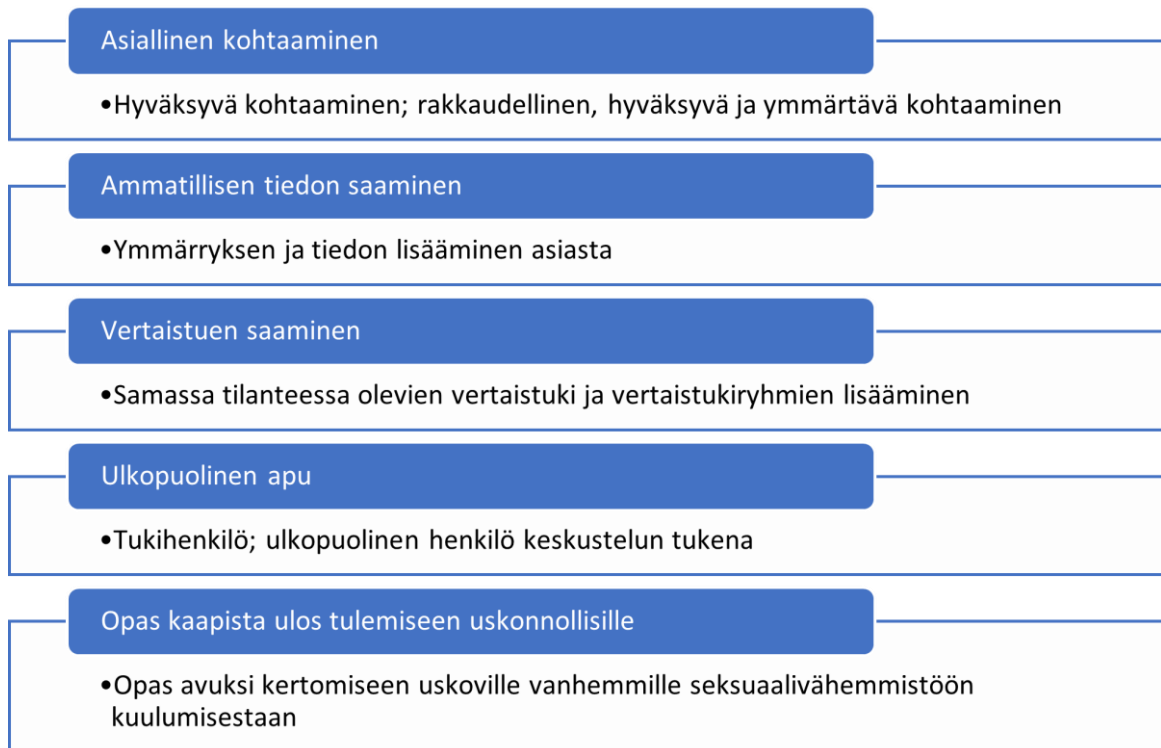 Asiallinen kohtaaminen
•Hyväksyvä kohtaaminen; rakkaudellinen, hyväksyvä ja ymmärtävä kohtaaminen
Ammatillisen tiedon saaminen
•Ymmärryksen ja tiedon lisääminen asiasta
Vertaistuen saaminen
•Samassa tilanteessa olevien vertaistuki ja vertaistukiryhmien lisääminen
Ulkopuolinen apu
•Tukihenkilö; ulkopuolinen henkilö keskustelun tukena
Opas kaapista ulos tulemiseen uskonnollisille
•Opas avuksi kertomiseen uskoville vanhemmille seksuaalivähemmistöön
kuulumisestaan